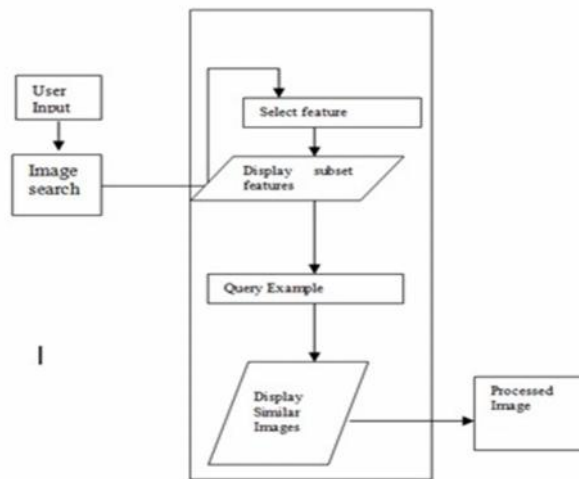 User
Input
Image
search
Select feature
Display subset
features
Query Example
Display
Similar
Images
Processed
Image